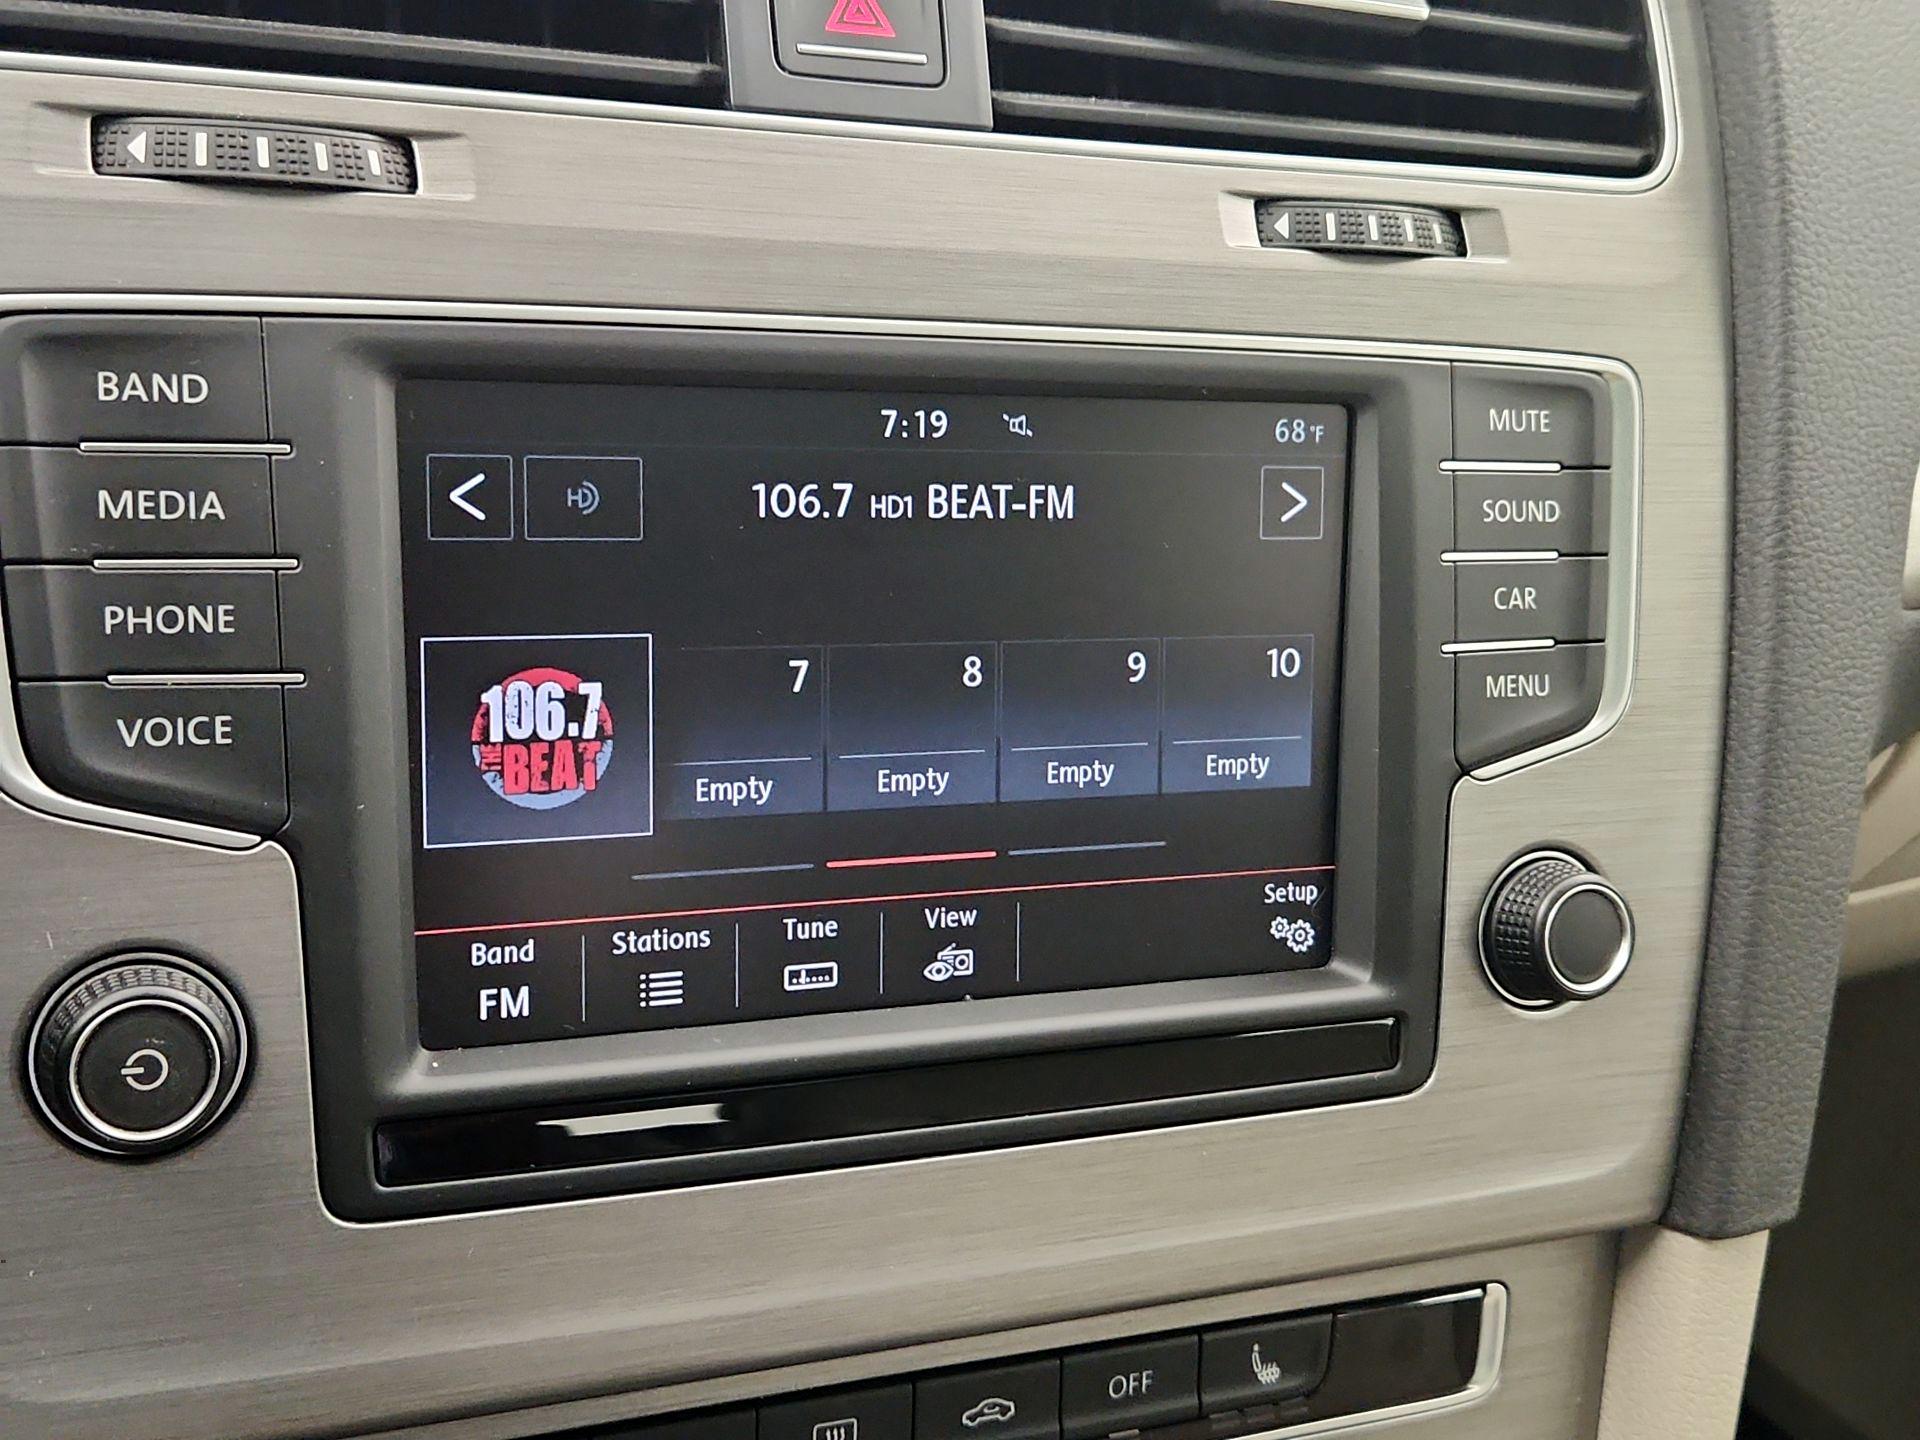 BAND
MEDIA
PHONE
VOICE
7:19
68°F
HD
106.7 HD1 BEAT-FM
106.7
THE
BEAT
7
8
9
10
Empty
Empty
Empty
Empty
Band
FM
Stations
Tune
View
Setup
MUTE
SOUND
CAR
MENU
OFF